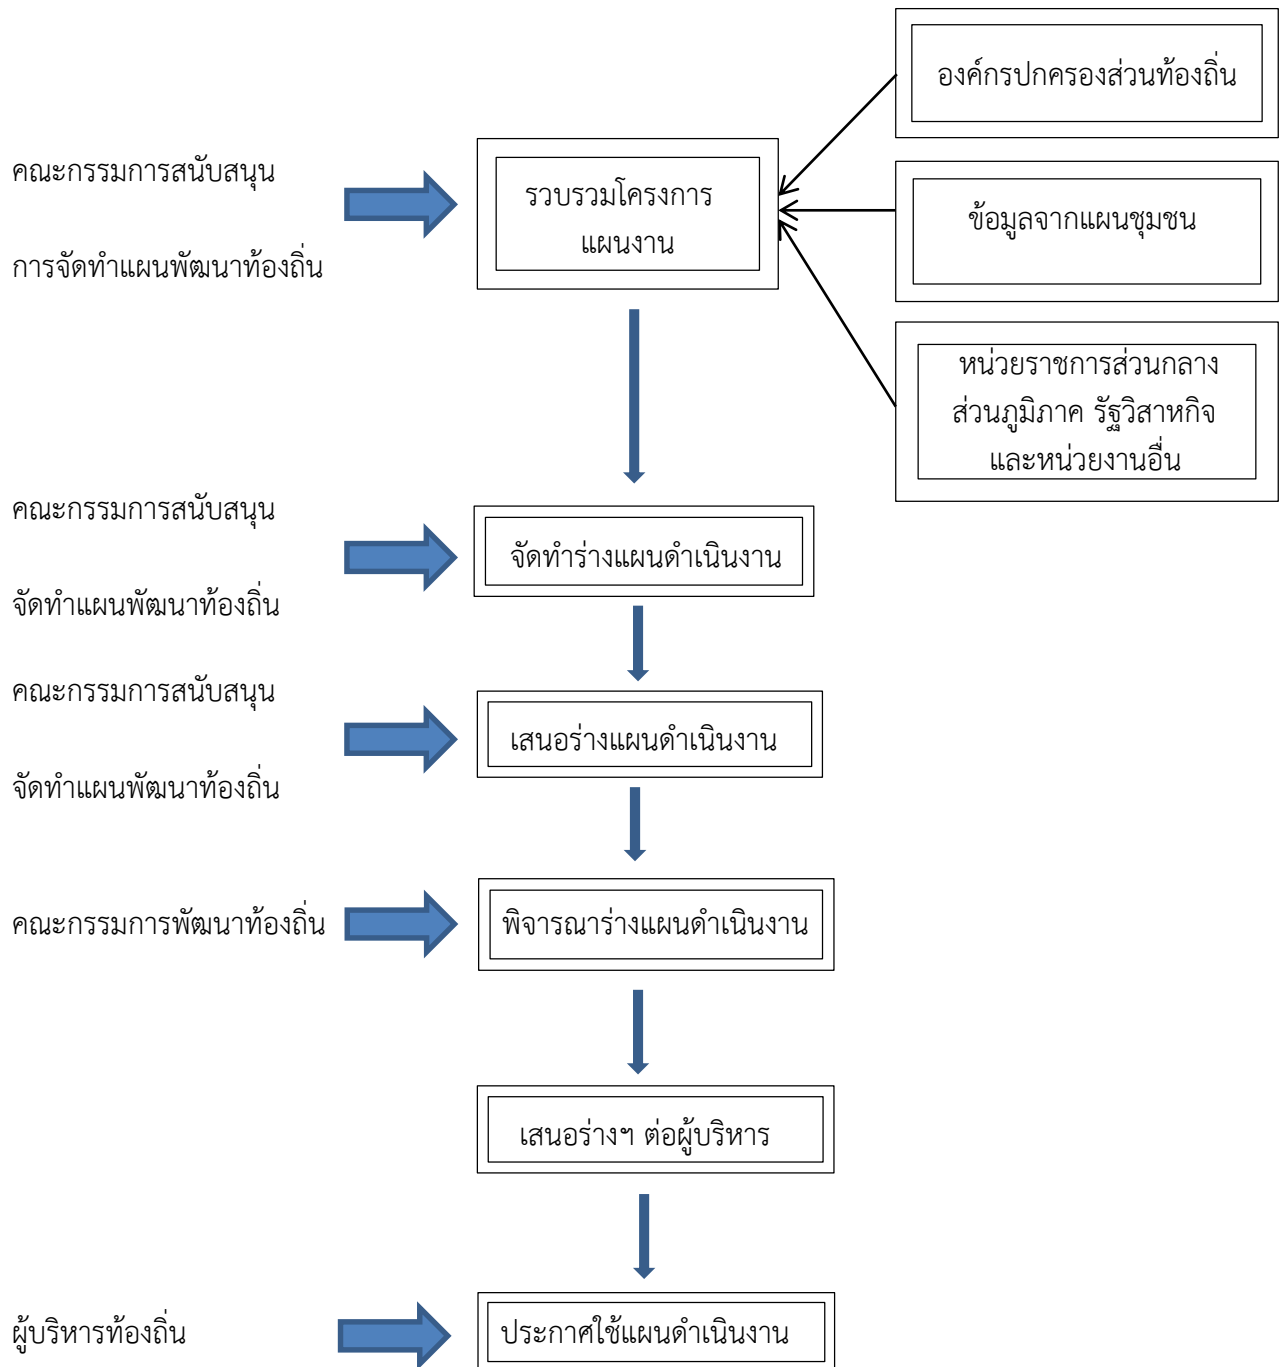 องค์กรปกครองส่วนท้องถิ่น
คณะกรรมการสนับสนุน
การจัดทำแผนพัฒนาท้องถิ่น
รวบรวมโครงการ
แผนงาน
ข้อมูลจากแผนชุมชน
หน่วยราชการส่วนกลาง
ส่วนภูมิภาค รัฐวิสาหกิจ
และหน่วยงานอื่น
คณะกรรมการสนับสนุน
จัดทำแผนพัฒนาท้องถิ่น
จัดทำร่างแผนดำเนินงาน
คณะกรรมการสนับสนุน
จัดทำแผนพัฒนาท้องถิ่น
เสนอร่างแผนดำเนินงาน
คณะกรรมการพัฒนาท้องถิ่น
พิจารณาร่างแผนดำเนินงาน
เสนอร่างฯ ต่อผู้บริหาร
ผู้บริหารท้องถิ่น
ประกาศใช้แผนดำเนินงาน